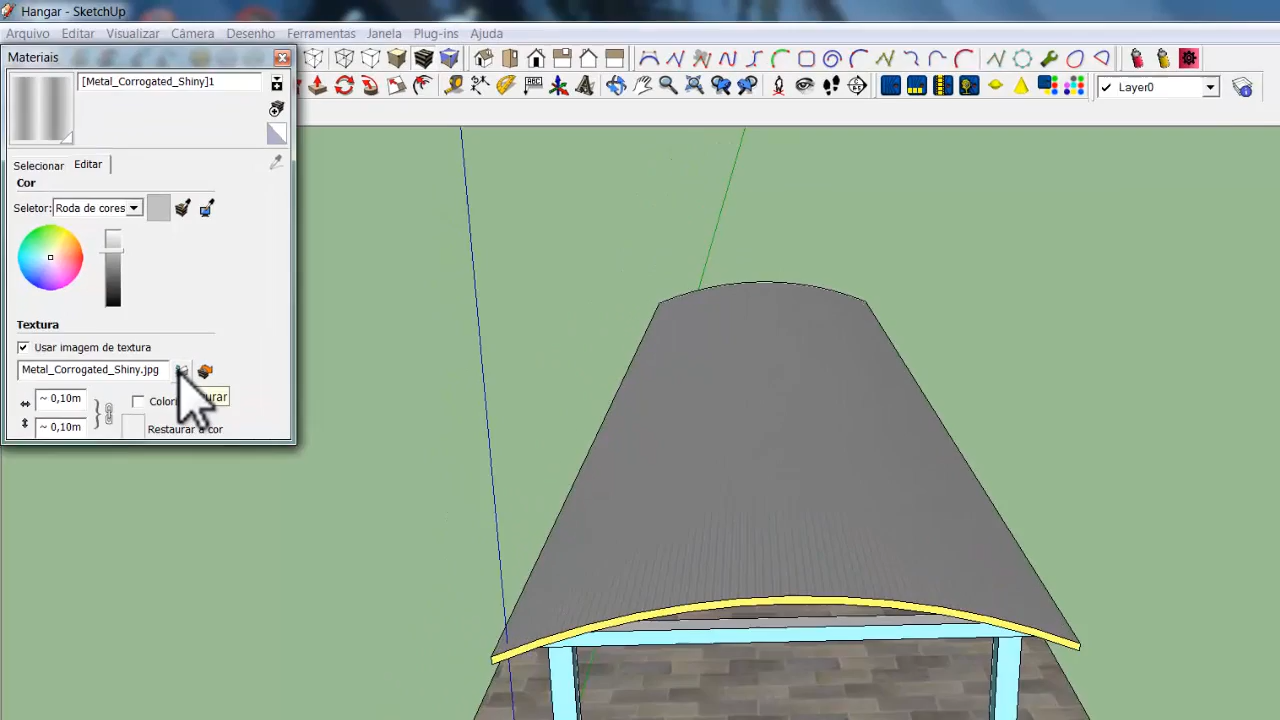 Hangar - SketchUp
Arquivo Editar Visualizar Câmera Desenho Ferramentas Janela Plug-ins Ajuda
Materiais
[Metal_Corrogated_Shiny]1
Layer0
Selecionar Editar
Cor
Seletor: Roda de cores
Textura
Usar imagem de textura
Metal_Corrogated_Shiny.jpg
~ 0,10m
~ 0,10m
Restaurar a cor